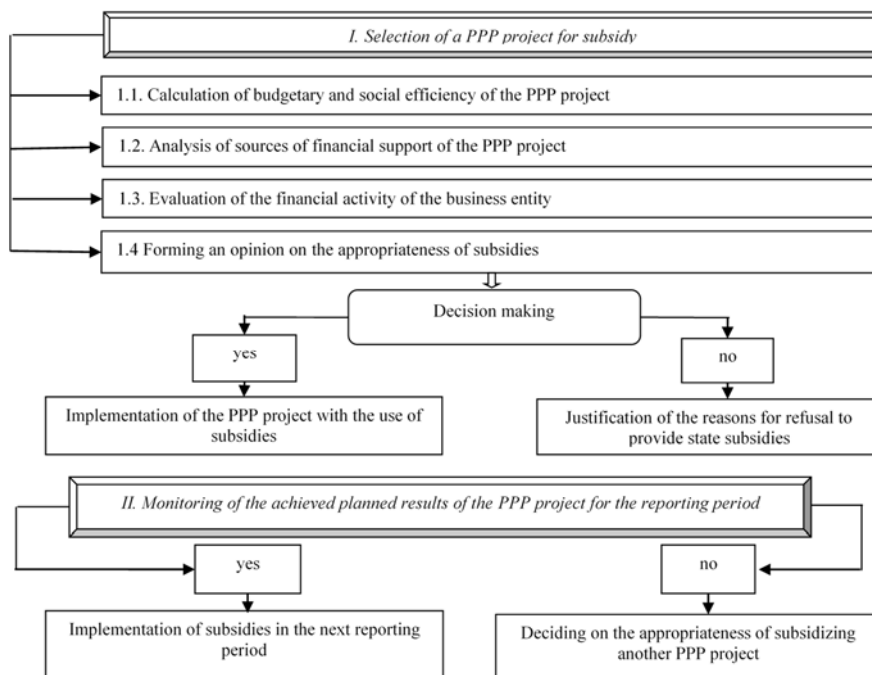 I. Selection of a PPP project for subsidy
1.1. Calculation of budgetary and social efficiency of the PPP project
1.2. Analysis of sources of financial support of the PPP project
1.3. Evaluation of the financial activity of the business entity
1.4 Forming an opinion on the appropriateness of subsidies
Decision making
yes
no
Implementation of the PPP project with the use of
subsidies
Justification of the reasons for refusal to
provide state subsidies
II. Monitoring of the achieved planned results of the PPP project for the reporting period
yes
no
Implementation of subsidies in the next reporting
period
Deciding on the appropriateness of subsidizing
another PPP project